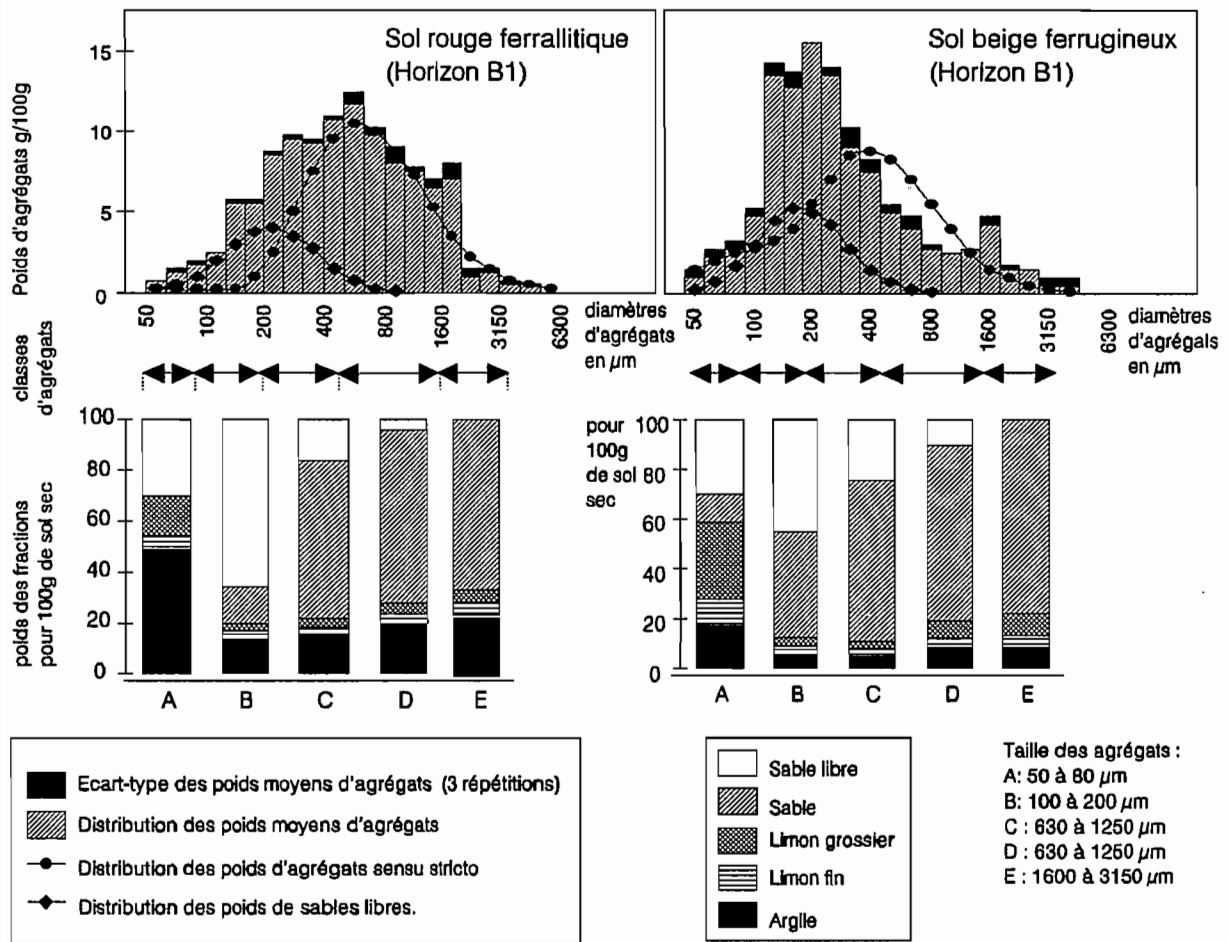 Sol rouge ferrallitique
(Horizon B1)
Poids d'agrégats g/100g
15
10
5
0
50
100
200
400
800
1600
3150
6300
diamètres
d'agrégats
en µm
Sol beige ferrugineux
(Horizon B1)
50
100
200
400
800
1600
3150
6300
diamètres
d'agrégals
en µm
classes
d'agrégats
poids des fractions
pour 100g de sol sec
100
80
60
40
20
0
A B C D E
pour
100g
de sol
sec
100
80
60
40
20
0
A B C D E
Ecart-type des poids moyens d'agrégats (3 répétitions)
Distribution des poids moyens d'agrégats
Distribution des poids d'agrégats sensu stricto
Distribution des poids de sables libres.
Sable libre
Sable
Limon grossier
Limon fin
Argile
Taille des agrégats :
A: 50 à 80 µm
B: 100 à 200 µm
C : 630 à 1250 µm
D : 630 à 1250 µm
E : 1600 à 3150 µm